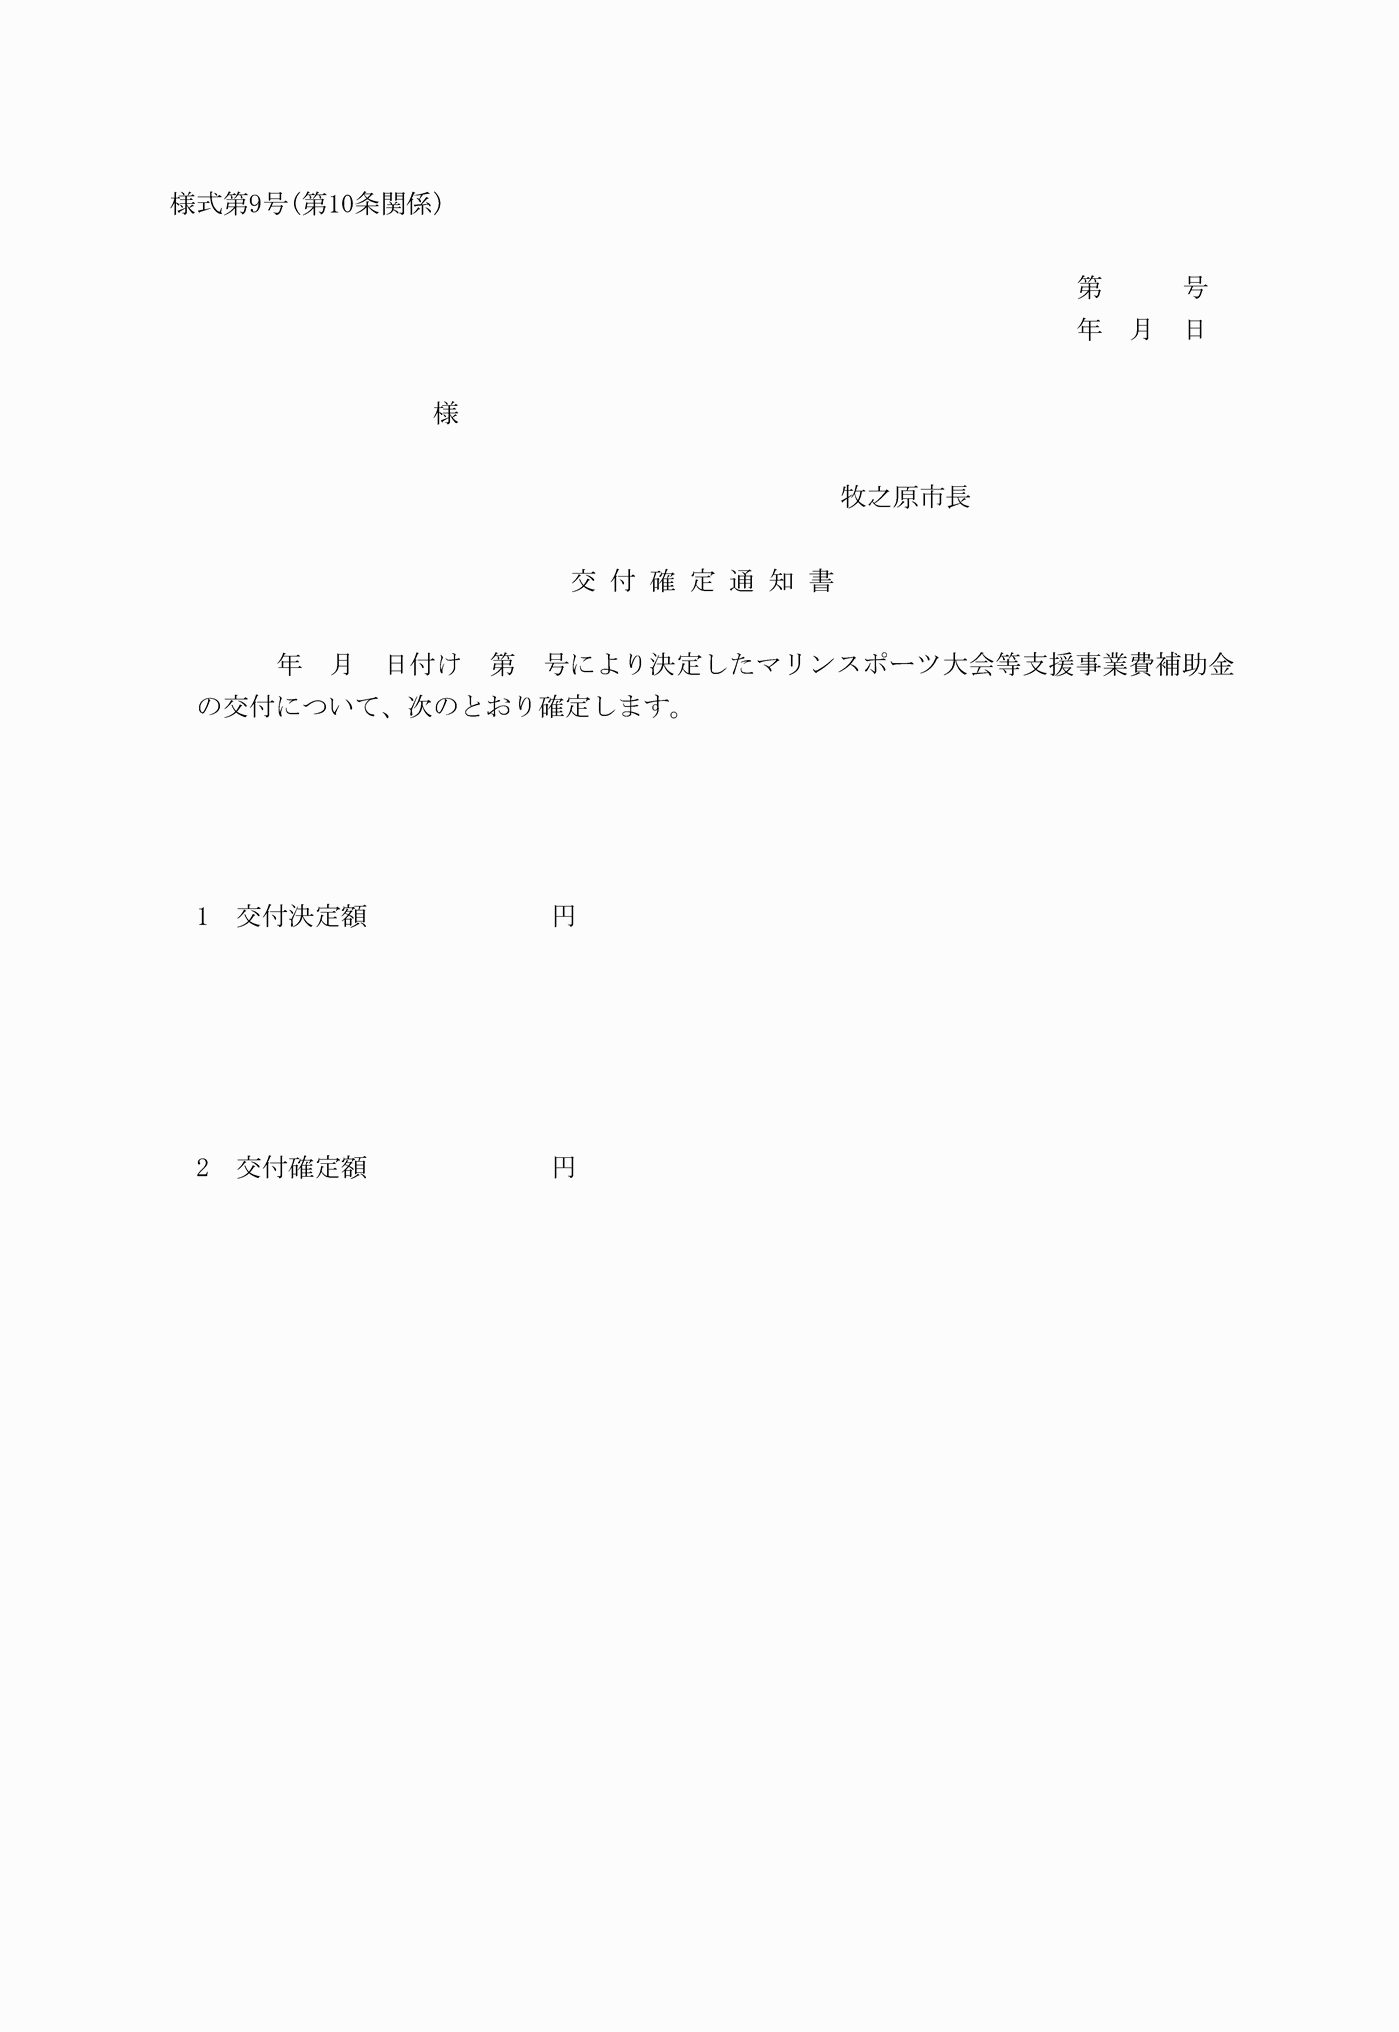 様式第9号(第10条関係)
第　　　号
年　月　日
様
牧之原市長
交 付 確 定 通 知 書
年　月　日付け　第　号により決定したマリンスポーツ大会等支援事業費補助金
の交付について、次のとおり確定します。
1　交付決定額　　　　　　　円
2　交付確定額　　　　　　　円